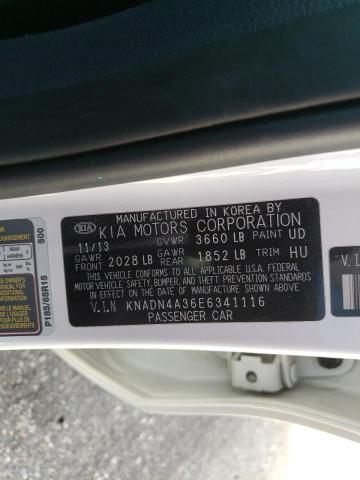 MANUFACTURED IN KOREA BY
KIA KIA MOTORS CORPORATION
11/13 GVWR 3660 LB PAINT UD
GAWR FRONT 2028 LB GAWR REAR 1852 LB TRIM HU
THIS VEHICLE CONFORMS TO ALL APPLICABLE U.S.A. FEDERAL
MOTOR VEHICLE SAFETY, BUMPER, AND THEFT PREVENTION STANDARDS
IN EFFECT ON THE DATE OF MANUFACTURE SHOWN ABOVE.
V.I.N KNADN4A36E6341116
PASSENGER CAR
P185/65R15
500
V.I.N